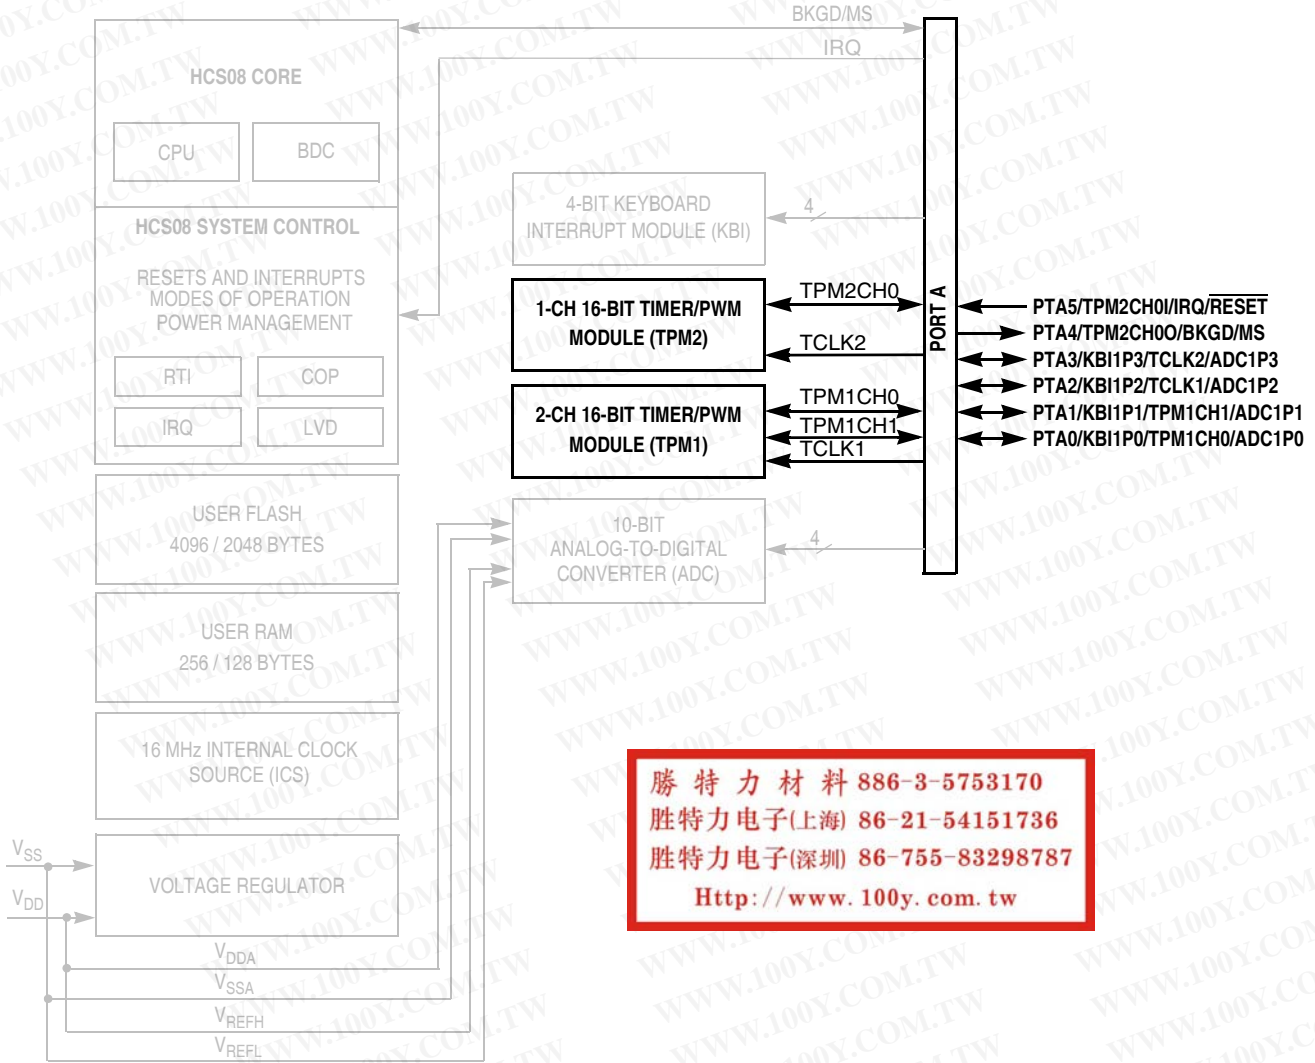 BKGD/MS
IRQ
HCS08 CORE
CPU
BDC
HCS08 SYSTEM CONTROL
RESETS AND INTERRUPTS
MODES OF OPERATION
POWER MANAGEMENT
RTI
COP
IRQ
LVD
USER FLASH
4096 / 2048 BYTES
USER RAM
256 / 128 BYTES
16 MHz INTERNAL CLOCK
SOURCE (ICS)
VOLTAGE REGULATOR
VSS
VDD
VDDA
VSSA
VREFH
VREFL
4-BIT KEYBOARD
INTERRUPT MODULE (KBI)
4
1-CH 16-BIT TIMER/PWM
MODULE (TPM2)
TPM2CH0
TCLK2
2-CH 16-BIT TIMER/PWM
MODULE (TPM1)
TPM1CH0
TPM1CH1
TCLK1
10-BIT
ANALOG-TO-DIGITAL
CONVERTER (ADC)
4
PORT A
PTA5/TPM2CH0I/IRQ/RESET
PTA4/TPM2CH0O/BKGD/MS
PTA3/KBI1P3/TCLK2/ADC1P3
PTA2/KBI1P2/TCLK1/ADC1P2
PTA1/KBI1P1/TPM1CH1/ADC1P1
PTA0/KBI1P0/TPM1CH0/ADC1P0
勝 特 力 材 料 886-3-5753170
胜特力电子(上海) 86-21-54151736
胜特力电子(深圳) 86-755-83298787
Http://www.100y.com.tw
WWW.100Y.COM.TW